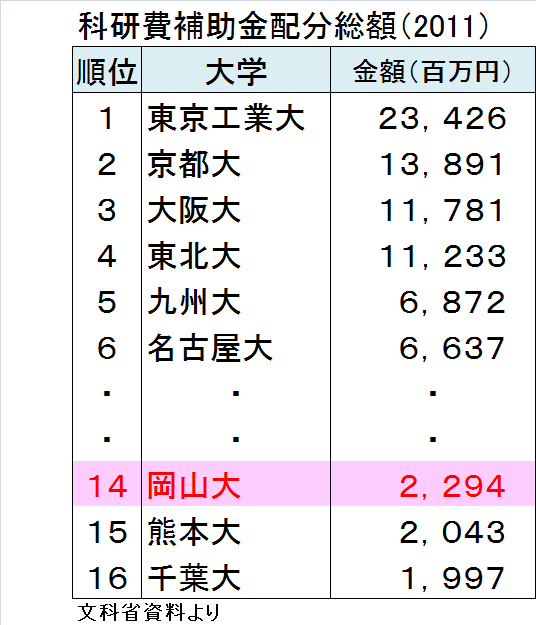 科研費補助金配分総額（2011）
順位 大学 金額（百万円）
1 東京工業大 23，426
2 京都大 13，891
3 大阪大 11，781
4 東北大 11，233
5 九州大 6，872
6 名古屋大 6，637
・ ・ ・
・ ・ ・
14 岡山大 2，294
15 熊本大 2，043
16 千葉大 1，997
文科省資料より